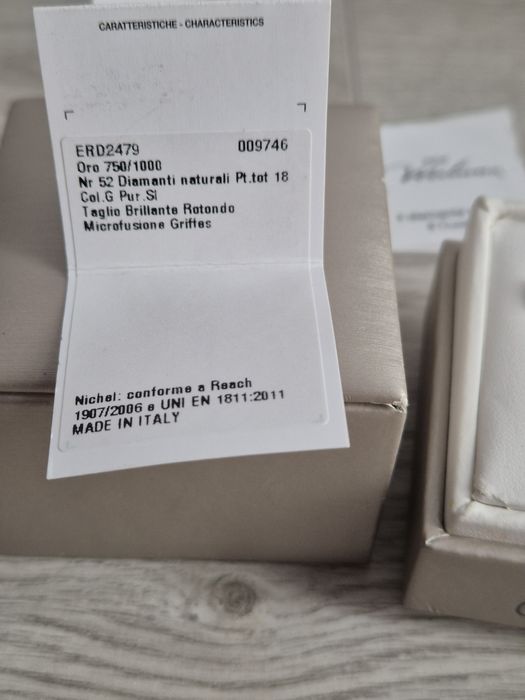 CARATTERISTICHE - CHARACTERISTICS
ERD2479 009746
Oro 750/1000
Nr 52 Diamanti naturali Pt.tot 18
Col.G Pur.SI
Taglio Brillante Rotondo
Microfusione Griffes
Nichel: conforme a Reach
1907/2006 e UNI EN 1811:2011
MADE IN ITALY